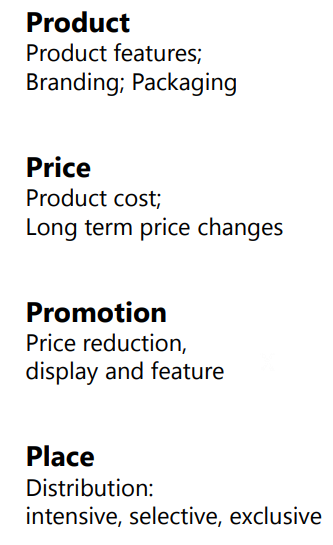 Product
Product features;
Branding; Packaging
Price
Product cost;
Long term price changes
Promotion
Price reduction,
display and feature
Place
Distribution:
intensive, selective, exclusive